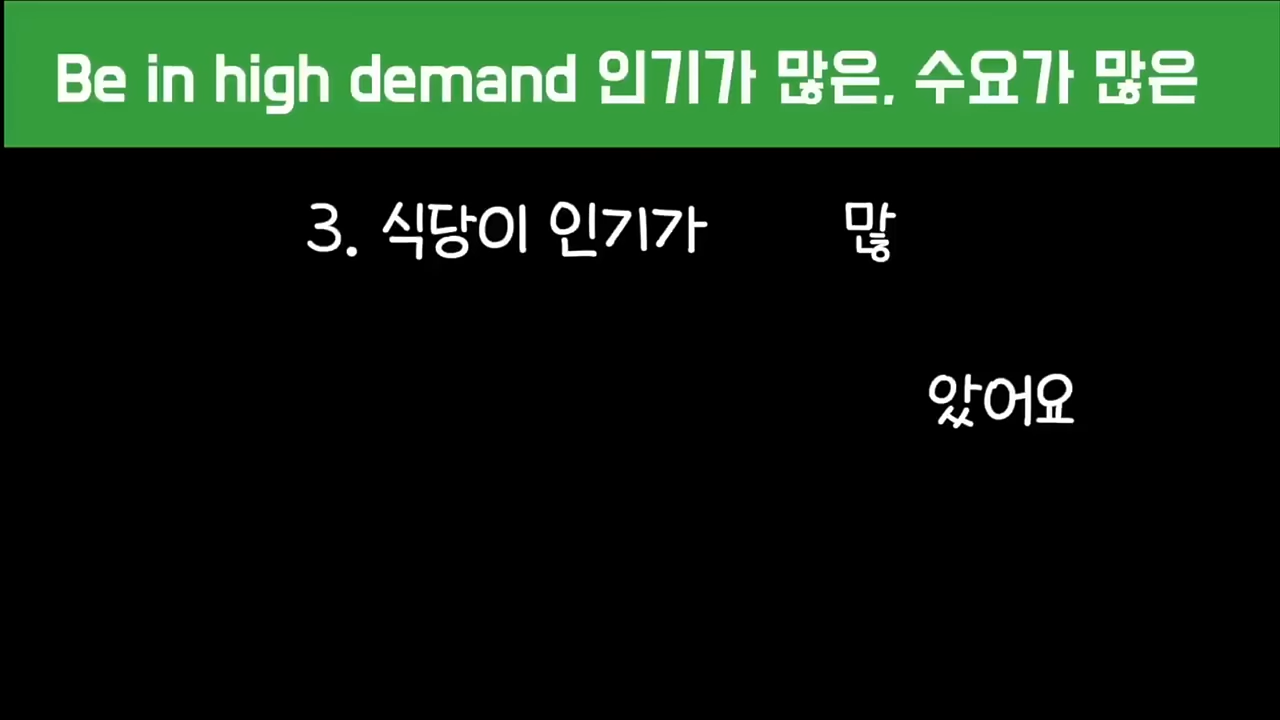 Be in high demand 인기가 많은, 수요가 많은
3. 식당이 인기가 많
았어요